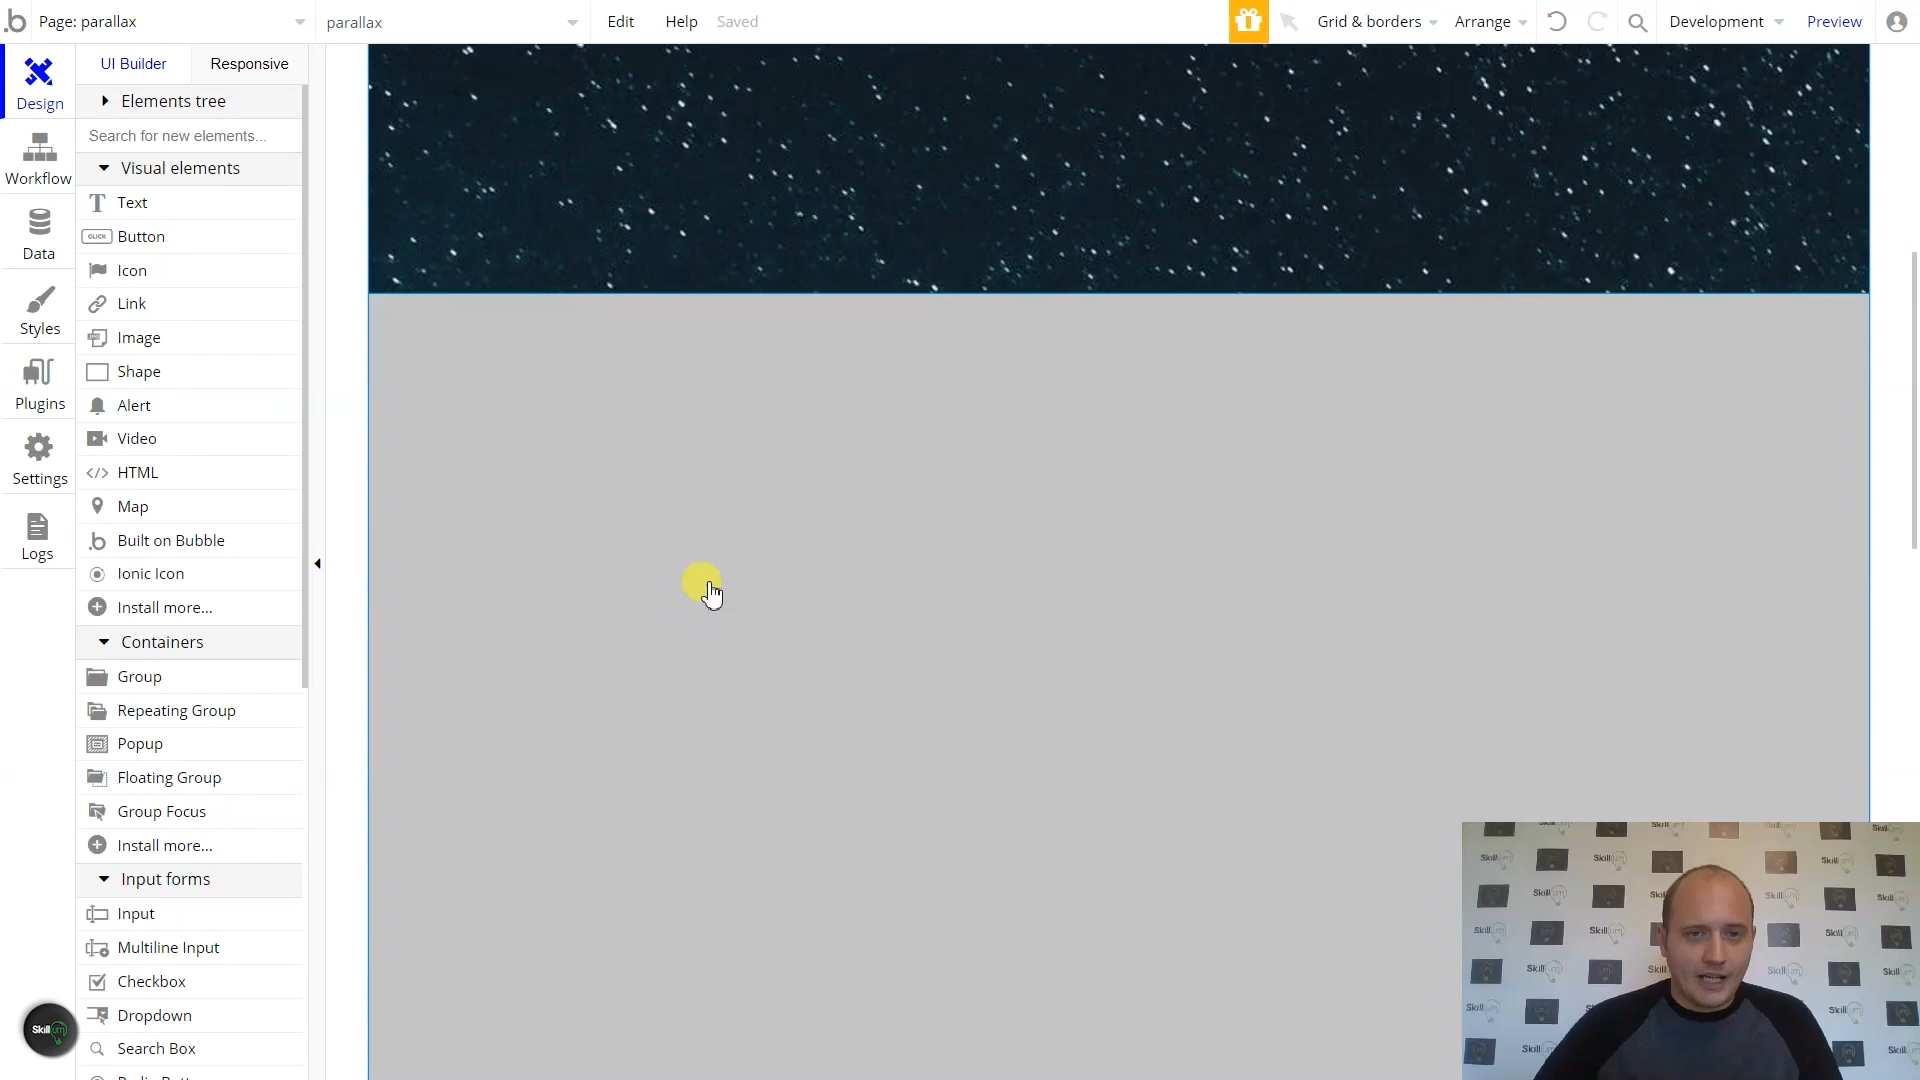 Page: parallax
parallax
Edit
Help
Saved
Grid & borders
Arrange
Development
Preview
Design
Workflow
Data
Styles
Plugins
Settings
Logs
UI Builder
Responsive
Elements tree
Search for new elements...
Visual elements
Text
CLICK Button
Icon
Link
Image
Shape
Alert
Video
HTML
Map
Built on Bubble
Ionic Icon
Install more...
Containers
Group
Repeating Group
Popup
Floating Group
Group Focus
Install more...
Input forms
Input
Multiline Input
Checkbox
Dropdown
Search Box
Skillum